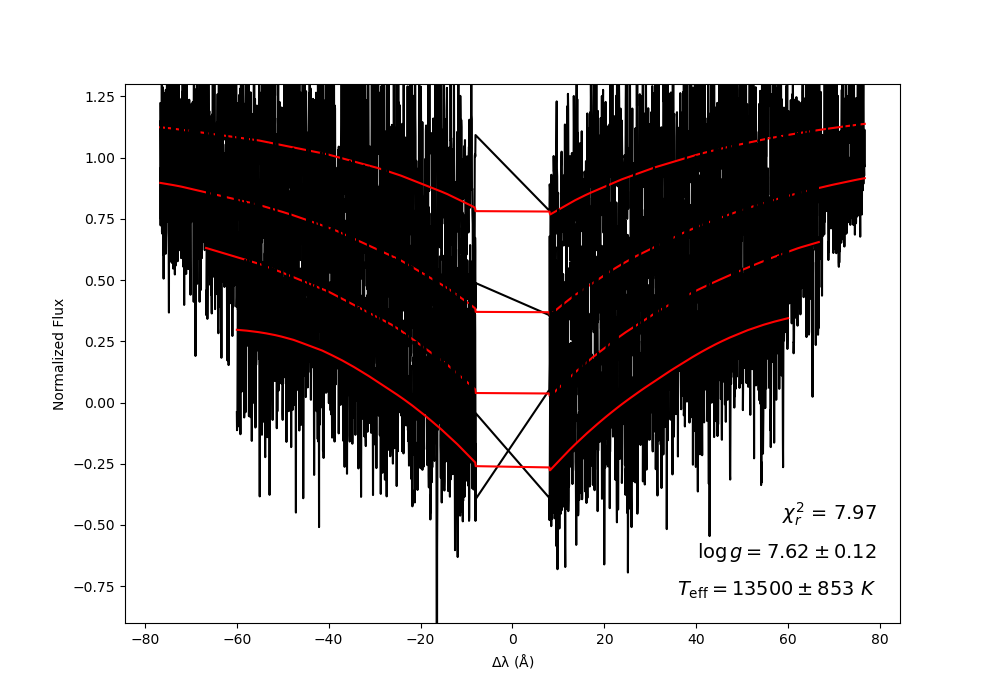 1.25
1.00
0.75
0.50
0.25
0.00
−0.25
−0.50
−0.75
Normalized Flux
χ²ᵣ = 7.97
log g = 7.62 ± 0.12
T_eff = 13500 ± 853 K
−80 −60 −40 −20 0 20 40 60 80
Δλ (Å)